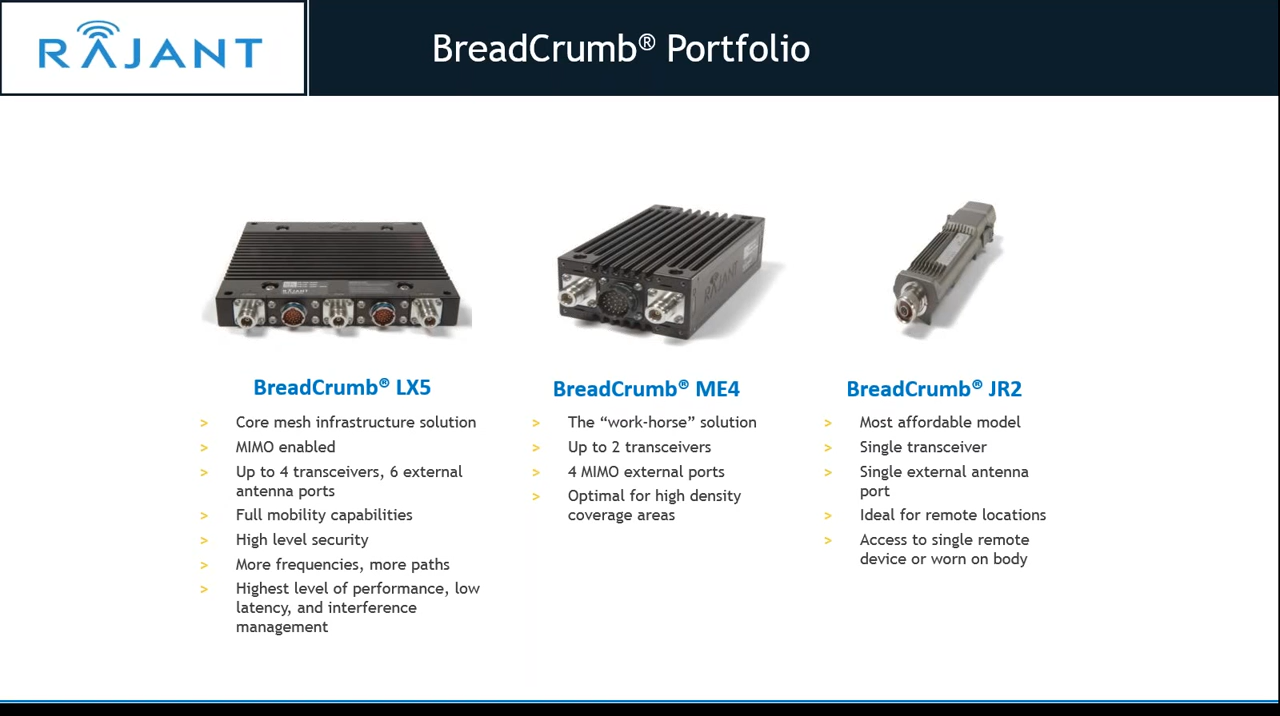 RAJANT
BreadCrumb® Portfolio
RAJANT
RAJANT
BreadCrumb® LX5
> Core mesh infrastructure solution
> MIMO enabled
> Up to 4 transceivers, 6 external
antenna ports
> Full mobility capabilities
> High level security
> More frequencies, more paths
> Highest level of performance, low
latency, and interference
management
BreadCrumb® ME4
> The “work-horse” solution
> Up to 2 transceivers
> 4 MIMO external ports
> Optimal for high density
coverage areas
BreadCrumb® JR2
> Most affordable model
> Single transceiver
> Single external antenna
port
> Ideal for remote locations
> Access to single remote
device or worn on body